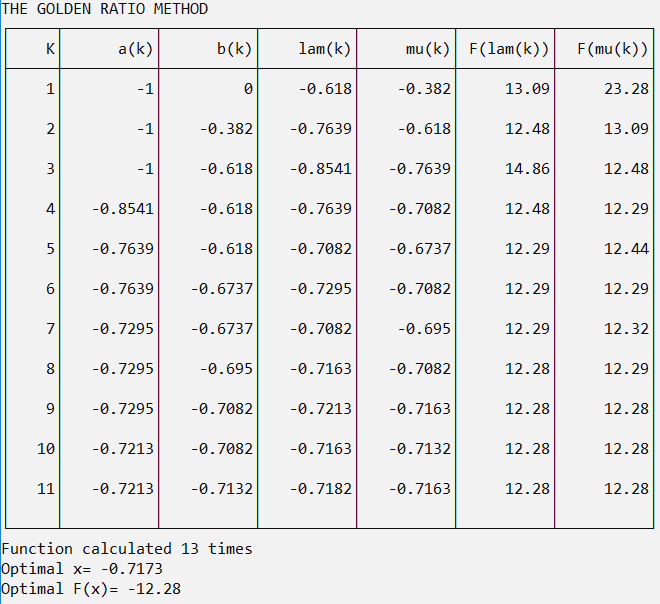 THE GOLDEN RATIO METHOD
K a(k) b(k) lam(k) mu(k) F(lam(k)) F(mu(k))
1 -1 0 -0.618 -0.382 13.09 23.28
2 -1 -0.382 -0.7639 -0.618 12.48 13.09
3 -1 -0.618 -0.8541 -0.7639 14.86 12.48
4 -0.8541 -0.618 -0.7639 -0.7082 12.48 12.29
5 -0.7639 -0.618 -0.7082 -0.6737 12.29 12.44
6 -0.7639 -0.6737 -0.7295 -0.7082 12.29 12.29
7 -0.7295 -0.6737 -0.7082 -0.695 12.29 12.32
8 -0.7295 -0.695 -0.7163 -0.7082 12.28 12.29
9 -0.7295 -0.7082 -0.7213 -0.7163 12.28 12.28
10 -0.7213 -0.7082 -0.7163 -0.7132 12.28 12.28
11 -0.7213 -0.7132 -0.7182 -0.7163 12.28 12.28
Function calculated 13 times
Optimal x= -0.7173
Optimal F(x)= -12.28